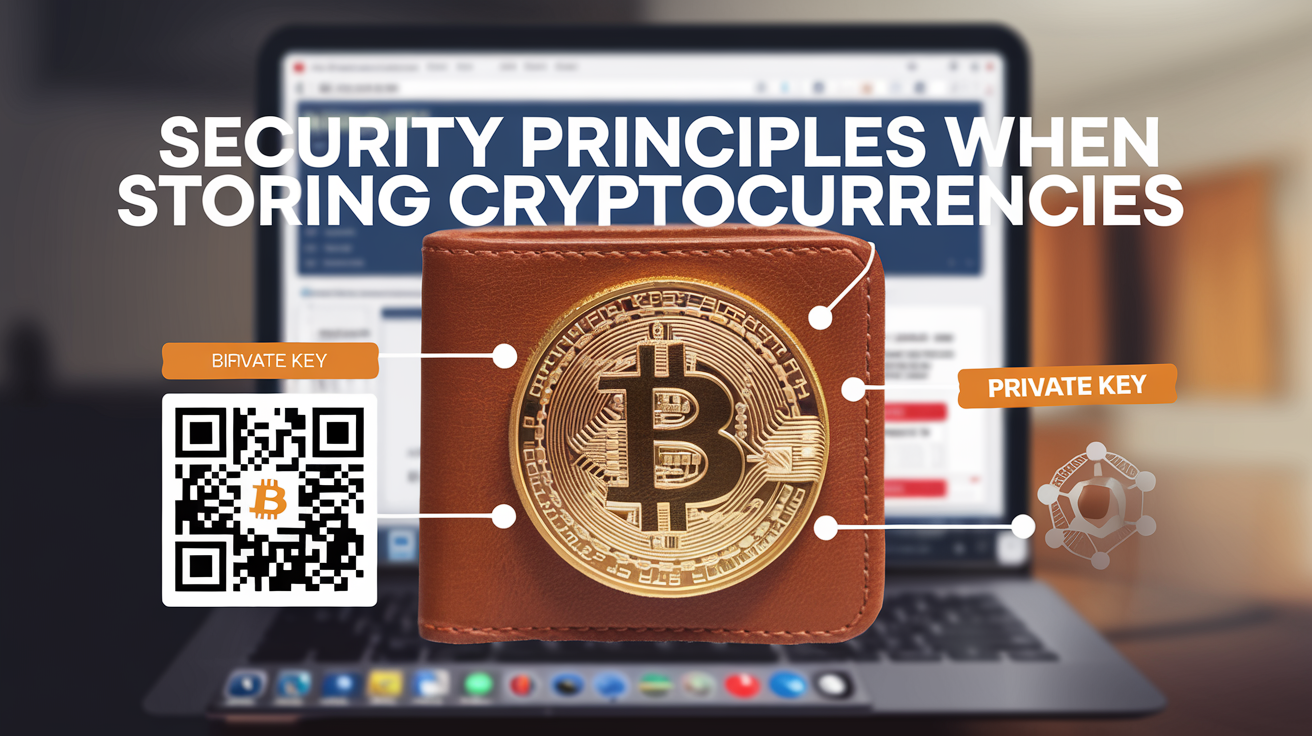 SECURITY PRINCIPLES WHEN
STORING CRYPTOCURRENCIES
BIFIVATE KEY
PRIVATE KEY